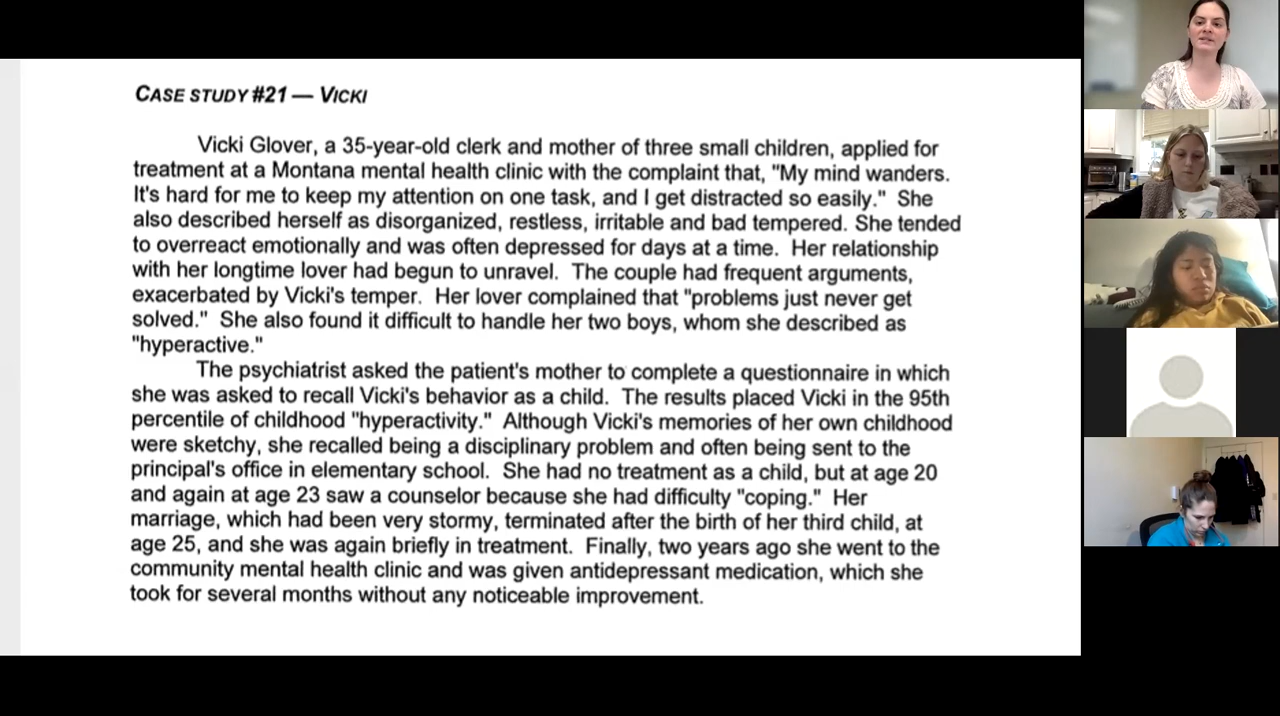 CASE STUDY #21 — VICKI
Vicki Glover, a 35-year-old clerk and mother of three small children, applied for
treatment at a Montana mental health clinic with the complaint that, "My mind wanders.
It's hard for me to keep my attention on one task, and I get distracted so easily." She
also described herself as disorganized, restless, irritable and bad tempered. She tended
to overreact emotionally and was often depressed for days at a time. Her relationship
with her longtime lover had begun to unravel. The couple had frequent arguments,
exacerbated by Vicki's temper. Her lover complained that "problems just never get
solved." She also found it difficult to handle her two boys, whom she described as
"hyperactive."
The psychiatrist asked the patient's mother to complete a questionnaire in which
she was asked to recall Vicki's behavior as a child. The results placed Vicki in the 95th
percentile of childhood "hyperactivity." Although Vicki's memories of her own childhood
were sketchy, she recalled being a disciplinary problem and often being sent to the
principal's office in elementary school. She had no treatment as a child, but at age 20
and again at age 23 saw a counselor because she had difficulty "coping." Her
marriage, which had been very stormy, terminated after the birth of her third child, at
age 25, and she was again briefly in treatment. Finally, two years ago she went to the
community mental health clinic and was given antidepressant medication, which she
took for several months without any noticeable improvement.